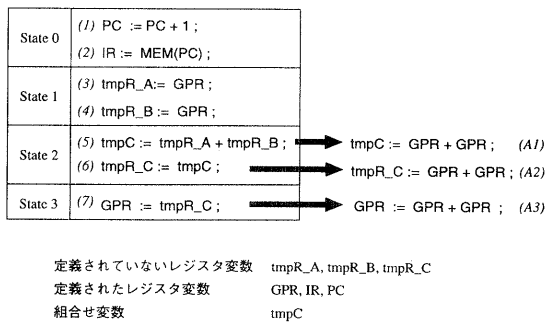 State 0
(1) PC := PC + 1 ;
(2) IR := MEM(PC) ;
State 1
(3) tmpR_A:= GPR ;
(4) tmpR_B := GPR ;
State 2
(5) tmpC := tmpR_A + tmpR_B ; tmpC := GPR + GPR ; (A1)
(6) tmpR_C := tmpC ; tmpR_C := GPR + GPR ; (A2)
State 3
(7) GPR := tmpR_C ; GPR := GPR + GPR ; (A3)
定義されていないレジスタ変数 tmpR_A, tmpR_B, tmpR_C
定義されたレジスタ変数 GPR, IR, PC
組合せ変数 tmpC